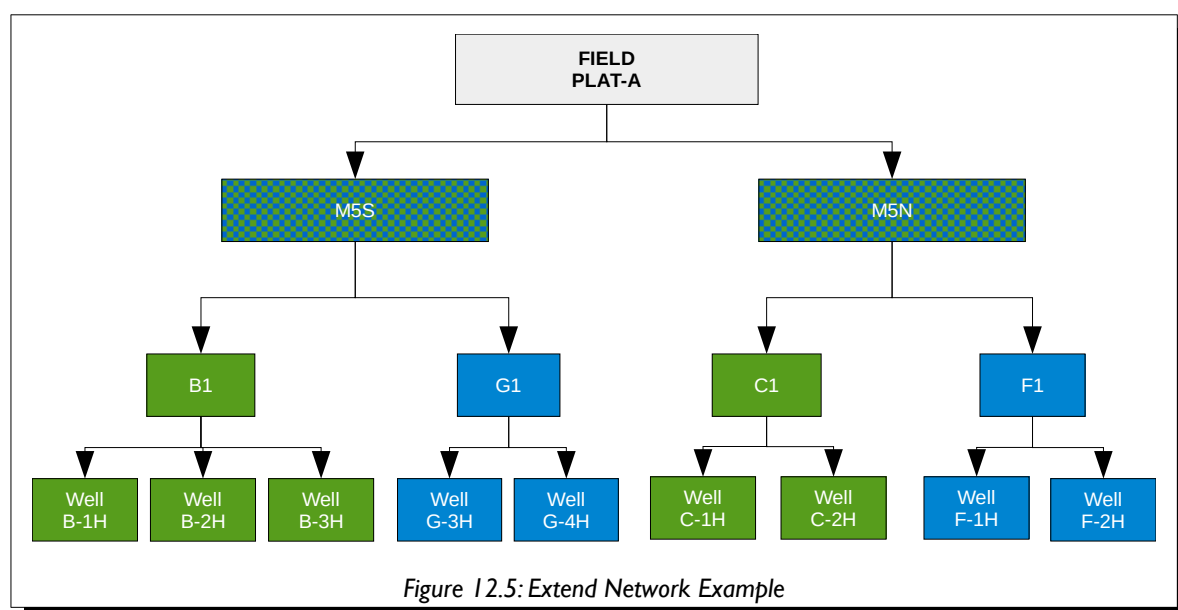 FIELD
PLAT-A
M5S
M5N
B1
G1
C1
F1
Well
B-1H
Well
B-2H
Well
B-3H
Well
G-3H
Well
G-4H
Well
C-1H
Well
C-2H
Well
F-1H
Well
F-2H
Figure 12.5: Extend Network Example